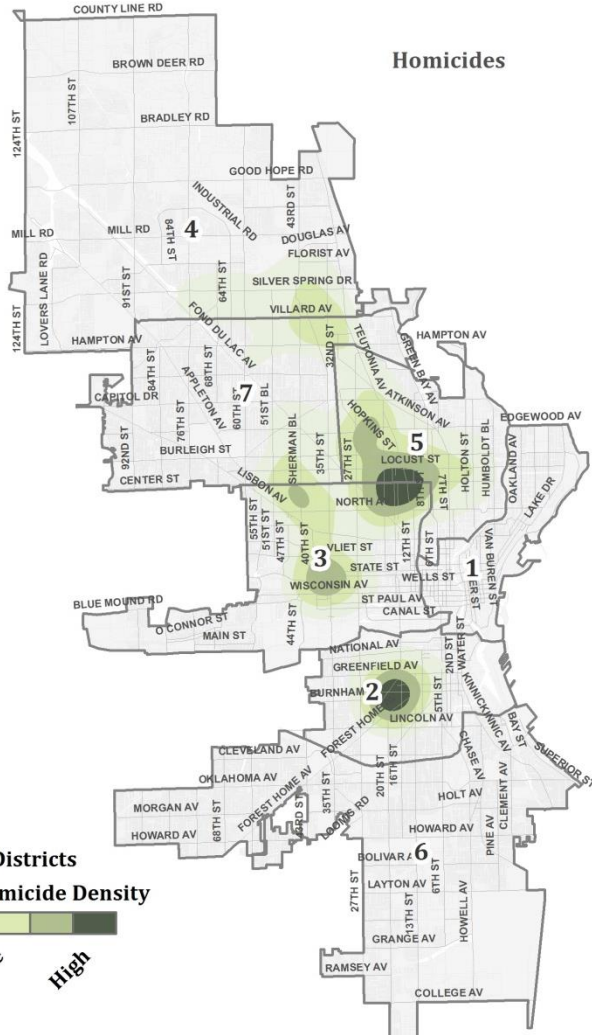 COUNTY LINE RD
Homicides
BROWN DEER RD
107TH ST
124TH ST
BRADLEY RD
GOOD HOPE RD
INDUSTRIAL RD
43RD ST
4
84TH ST
MILL RD
MILL RD
DOUGLAS AV
FLORIST AV
LOVERS LANE RD
91ST ST
64TH ST
SILVER SPRING DR
124TH ST
VILLARD AV
FOND DU LAC AV
HAMPTON AV
32ND ST
TEUTONIA AV
GREEN BAY AV
HAMPTON AV
84TH ST
68TH ST
APPLETON AV
7
60TH ST
51ST BL
ATKINSON AV
CAPITOL DR
76TH ST
HOPKINS ST
5
EDGEWOOD AV
92ND ST
BURLEIGH ST
SHERMAN BL
35TH ST
27TH ST
LOCUST ST
7TH ST
HOLTON ST
HUMBOLDT BL
OAKLAND AV
LAKE DR
CENTER ST
LISBON AV
NORTH A
8TH
55TH ST
51ST ST
47TH ST
40TH ST
VLIET ST
12TH ST
6TH ST
3
STATE ST
WELLS ST
1
VAN BUREN ST
ER ST
WISCONSIN AV
ST PAUL AV
CANAL ST
BLUE MOUND RD
O CONNOR ST
MAIN ST
44TH ST
NATIONAL AV
2ND ST
WATER ST
GREENFIELD AV
KINNICKINNIC AV
BURNHAM
2
5TH ST
FOREST HOME
LINCOLN AV
BAY ST
SUPERIOR ST
CLEVELAND AV
CHASE AV
OKLAHOMA AV
FOREST HOME AV
35TH ST
20TH ST
16TH ST
CLEMENT AV
MORGAN AV
HOLT AV
HOWARD AV
68TH ST
43RD ST
LOOMIS RD
HOWARD AV
PINE AV
Districts
BOLIVAR A
6
6TH ST
micide Density
27TH ST
LAYTON AV
13TH ST
HOWELL AV
High
GRANGE AV
RAMSEY AV
COLLEGE AV